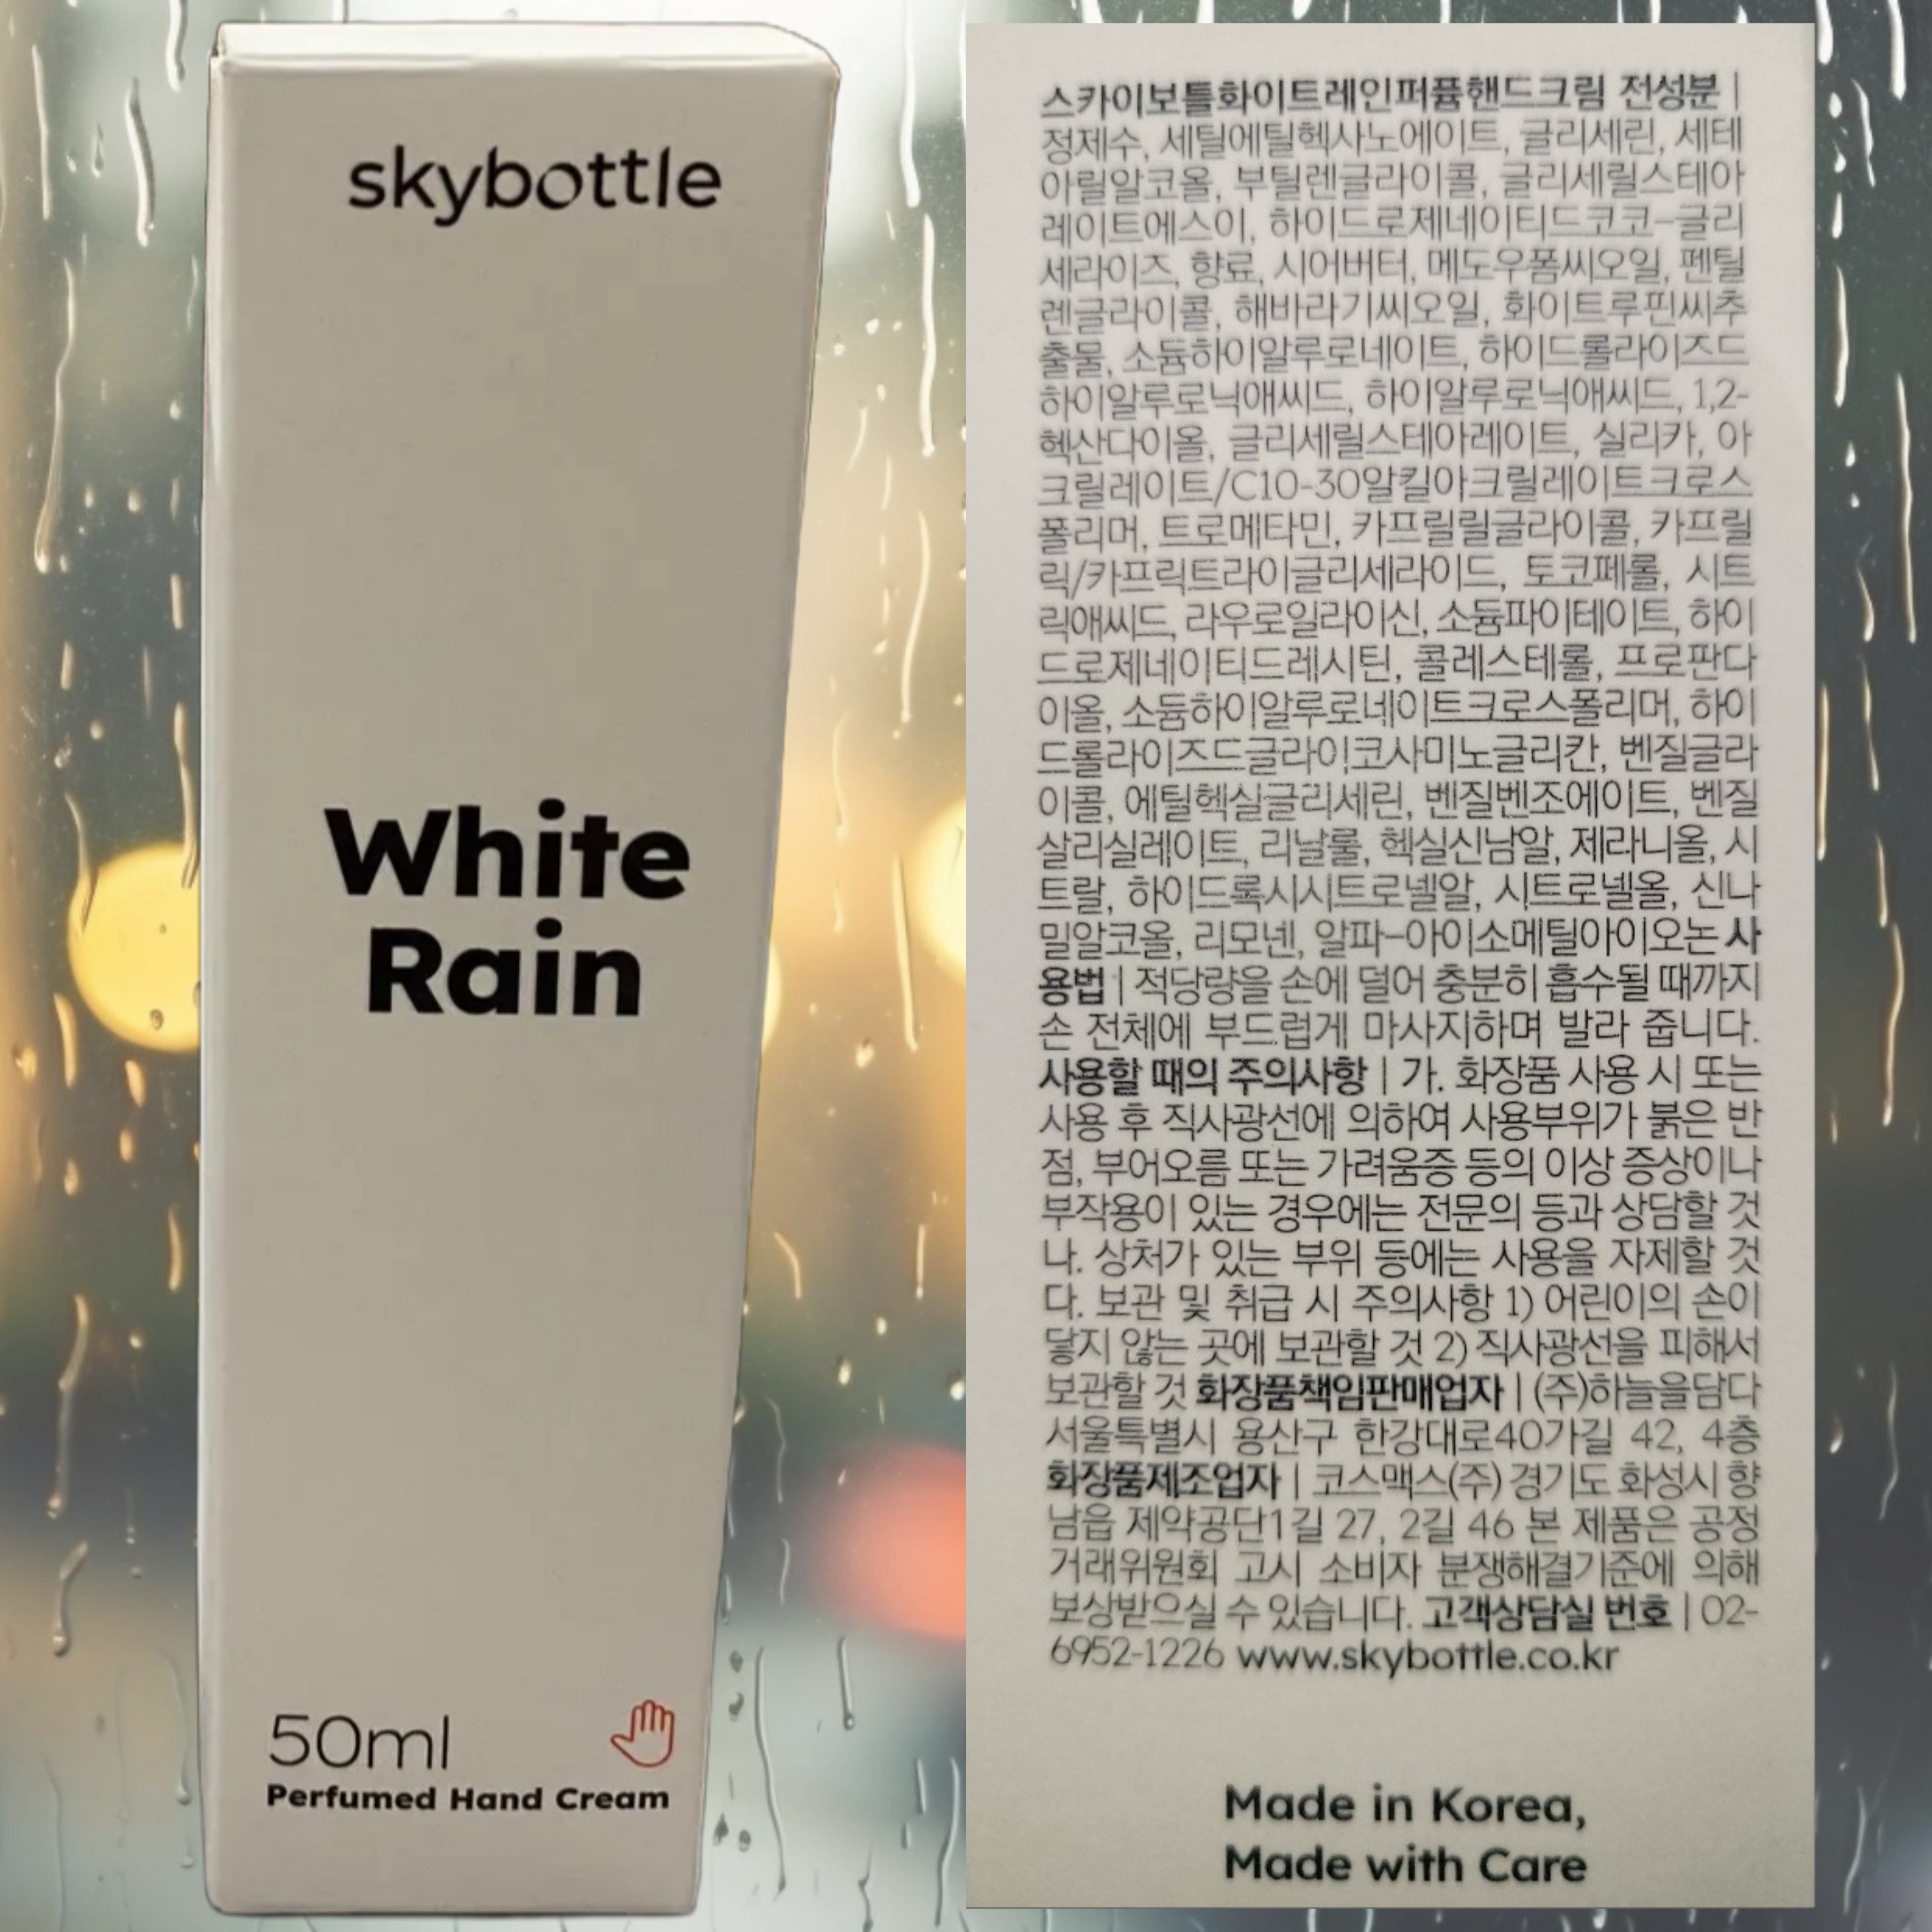 skybottle
White
Rain
50ml
Perfumed Hand Cream
스카이보틀화이트레인퍼퓸핸드크림 전성분 |
정제수, 세틸에틸헥사노에이트, 글리세린, 세테
아릴알코올, 부틸렌글라이콜, 글리세릴스테아
레이트에스이, 하이드로제네이티드코코-글리
세라이즈, 향료, 시어버터, 메도우폼씨오일, 펜틸
렌글라이콜, 해바라기씨오일, 화이트루핀씨추
출물, 소듐하이알루로네이트, 하이드롤라이즈드
하이알루로닉애씨드, 하이알루로닉애씨드, 1,2-
헥산다이올, 글리세릴스테아레이트, 실리카, 아
크릴레이트/C10-30알킬아크릴레이트크로스
폴리머, 트로메타민, 카프릴릴글라이콜, 카프릴
릭/카프릭트라이글리세라이드, 토코페롤, 시트
릭애씨드, 라우로일라이신, 소듐파이테이트, 하이
드로제네이티드레시틴, 콜레스테롤, 프로판다
이올, 소듐하이알루로네이트크로스폴리머, 하이
드롤라이즈드글라이코사미노글리칸, 벤질글라
이콜, 에틸헥실글리세린, 벤질벤조에이트, 벤질
살리실레이트, 리날룰, 헥실신남알, 제라니올, 시
트랄, 하이드록시시트로넬알, 시트로넬올, 신나
밀알코올, 리모넨, 알파-아이소메틸아이오논 사
용법 | 적당량을 손에 덜어 충분히 흡수될 때까지
손 전체에 부드럽게 마사지하며 발라 줍니다.
사용할 때의 주의사항 | 가. 화장품 사용 시 또는
사용 후 직사광선에 의하여 사용부위가 붉은 반
점, 부어오름 또는 가려움증 등의 이상 증상이나
부작용이 있는 경우에는 전문의 등과 상담할 것
나. 상처가 있는 부위 등에는 사용을 자제할 것
다. 보관 및 취급 시 주의사항 1) 어린이의 손이
닿지 않는 곳에 보관할 것 2) 직사광선을 피해서
보관할 것 화장품책임판매업자 | (주)하늘을담다
서울특별시 용산구 한강대로40가길 42, 4층
화장품제조업자 | 코스맥스(주) 경기도 화성시 향
남읍 제약공단1길 27, 2길 46 본 제품은 공정
거래위원회 고시 소비자 분쟁해결기준에 의해
보상받으실 수 있습니다. 고객상담실 번호 | 02-
6952-1226 www.skybottle.co.kr
Made in Korea,
Made with Care